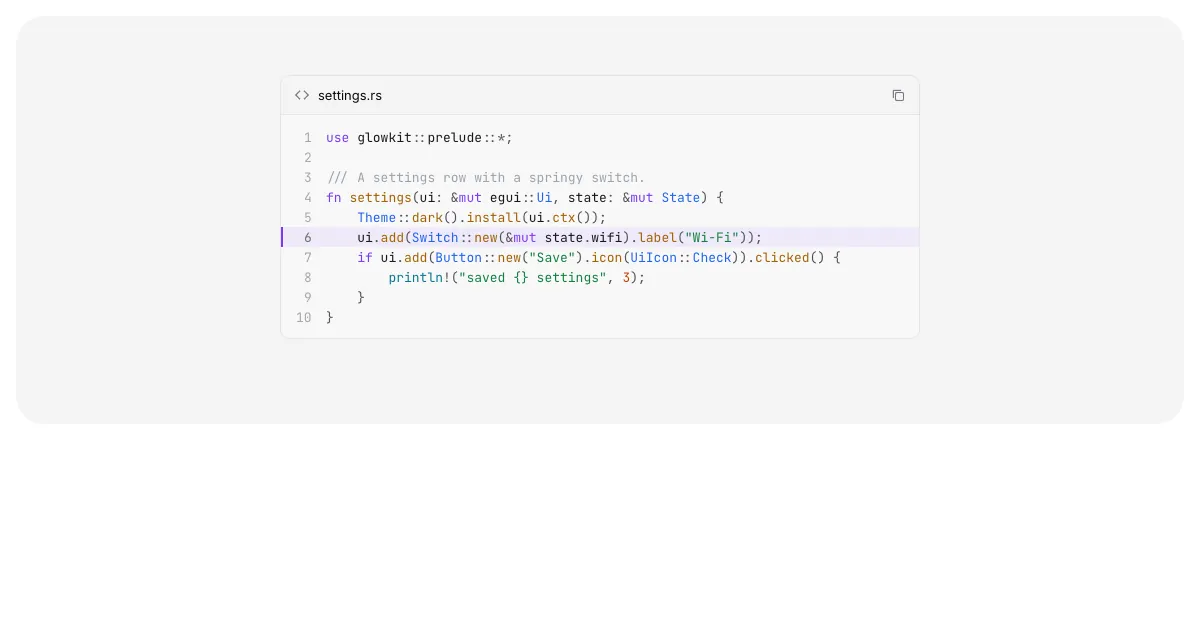 settings.rs
1 use glowkit::prelude::*;
2
3 /// A settings row with a springy switch.
4 fn settings(ui: &mut egui::Ui, state: &mut State) {
5     Theme::dark().install(ui.ctx());
6     ui.add(Switch::new(&mut state.wifi).label("Wi-Fi"));
7     if ui.add(Button::new("Save").icon(UiIcon::Check)).clicked() {
8         println!("saved {} settings", 3);
9     }
10 }